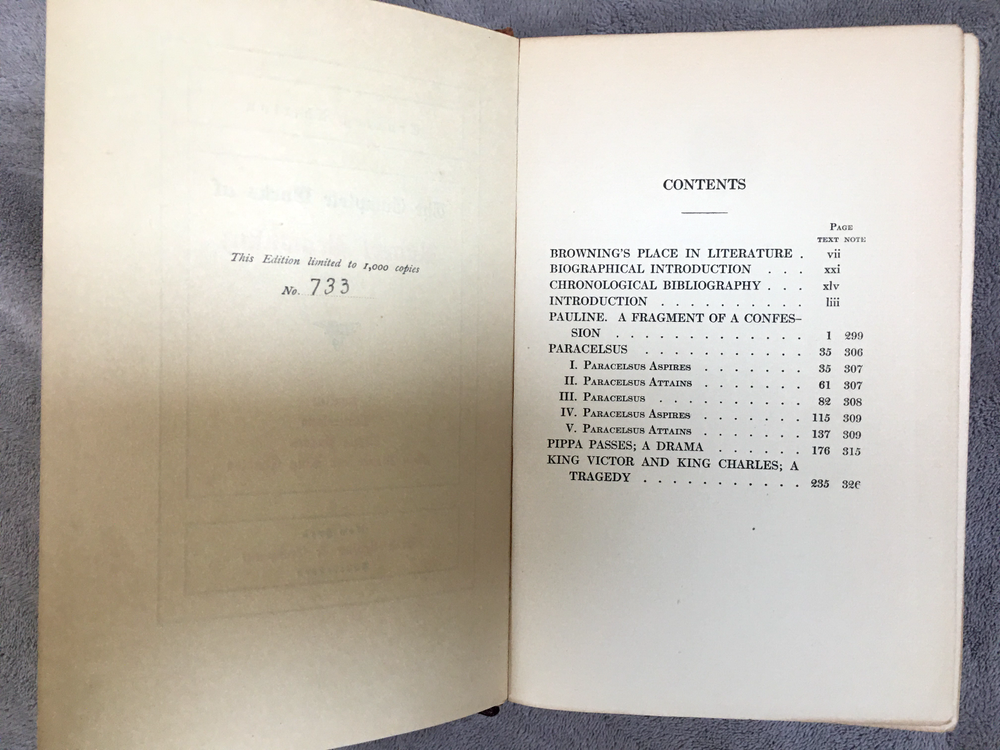 This Edition limited to 1,000 copies
No. 733
CONTENTS
PAGE
TEXT NOTE
BROWNING'S PLACE IN LITERATURE . vii
BIOGRAPHICAL INTRODUCTION . . . xxi
CHRONOLOGICAL BIBLIOGRAPHY . . . xlv
INTRODUCTION . . . . . . . . . . liii
PAULINE. A FRAGMENT OF A CONFES-
SION . . . . . . . . . . . . . 1 299
PARACELSUS . . . . . . . . . . . . 35 306
I. PARACELSUS ASPIRES . . . . . . . 35 307
II. PARACELSUS ATTAINS . . . . . . . 61 307
III. PARACELSUS . . . . . . . . . . 82 308
IV. PARACELSUS ASPIRES . . . . . . . 115 309
V. PARACELSUS ATTAINS . . . . . . . 137 309
PIPPA PASSES; A DRAMA . . . . . . 176 315
KING VICTOR AND KING CHARLES; A
TRAGEDY . . . . . . . . . . . 235 326